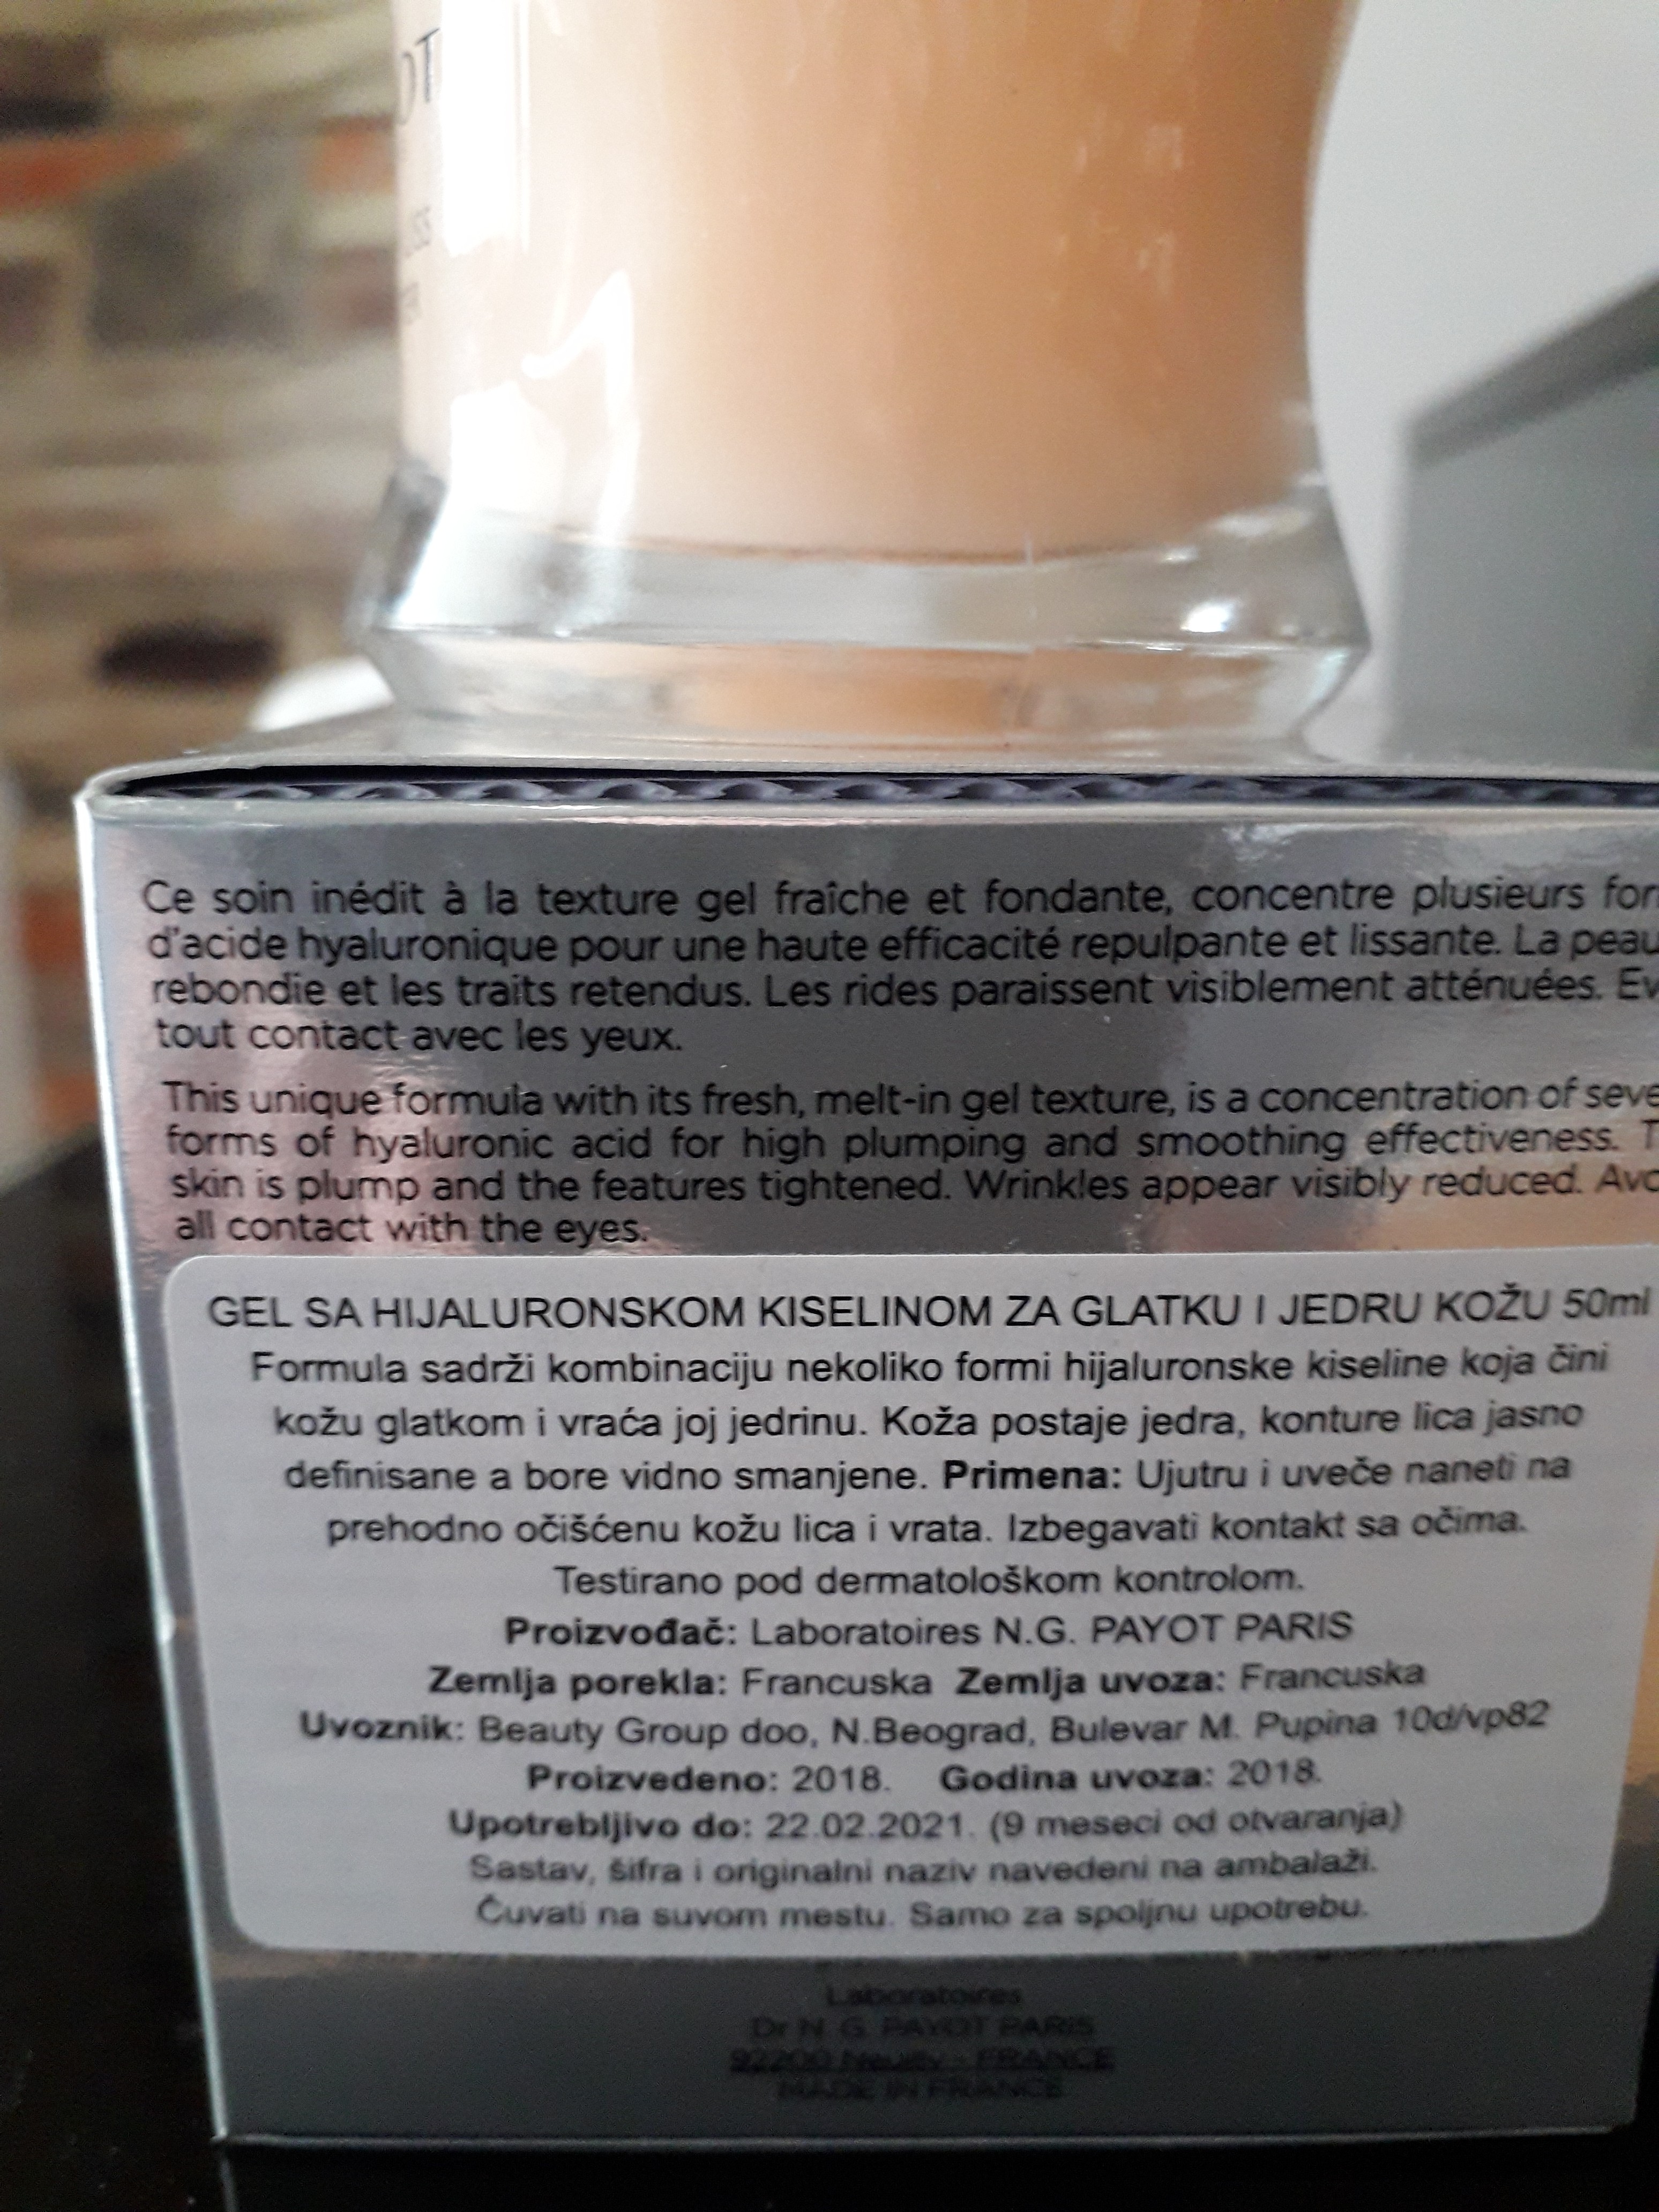 OT
Ce soin inédit à la texture gel fraîche et fondante, concentre plusieurs for
d'acide hyaluronique pour une haute efficacité repulpante et lissante. La peau
rebondie et les traits retendus. Les rides paraissent visiblement atténuées. Ev
tout contact avec les yeux.
This unique formula with its fresh, melt-in gel texture, is a concentration of seve
forms of hyaluronic acid for high plumping and smoothing effectiveness. T
skin is plump and the features tightened. Wrinkles appear visibly reduced. Avo
all contact with the eyes.
GEL SA HIJALURONSKOM KISELINOM ZA GLATKU I JEDRU KOŽU 50ml
Formula sadrži kombinaciju nekoliko formi hijaluronske kiseline koja čini
kožu glatkom i vraća joj jedrinu. Koža postaje jedra, konture lica jasno
definisane a bore vidno smanjene. Primena: Ujutru i uveče naneti na
prehodno očišćenu kožu lica i vrata. Izbegavati kontakt sa očima.
Testirano pod dermatološkom kontrolom.
Proizvođač: Laboratoires N.G. PAYOT PARIS
Zemlja porekla: Francuska Zemlja uvoza: Francuska
Uvoznik: Beauty Group doo, N.Beograd, Bulevar M. Pupina 10d/vp82
Proizvedeno: 2018. Godina uvoza: 2018.
Upotrebljivo do: 22.02.2021. (9 meseci od otvaranja)
Sastav, šifra i originalni naziv navedeni na ambalaži.
Čuvati na suvom mestu. Samo za spoljnu upotrebu.
Laboratoires
Dr N. G. PAYOT PARIS
92200 Neuilly - FRANCE
MADE IN FRANCE